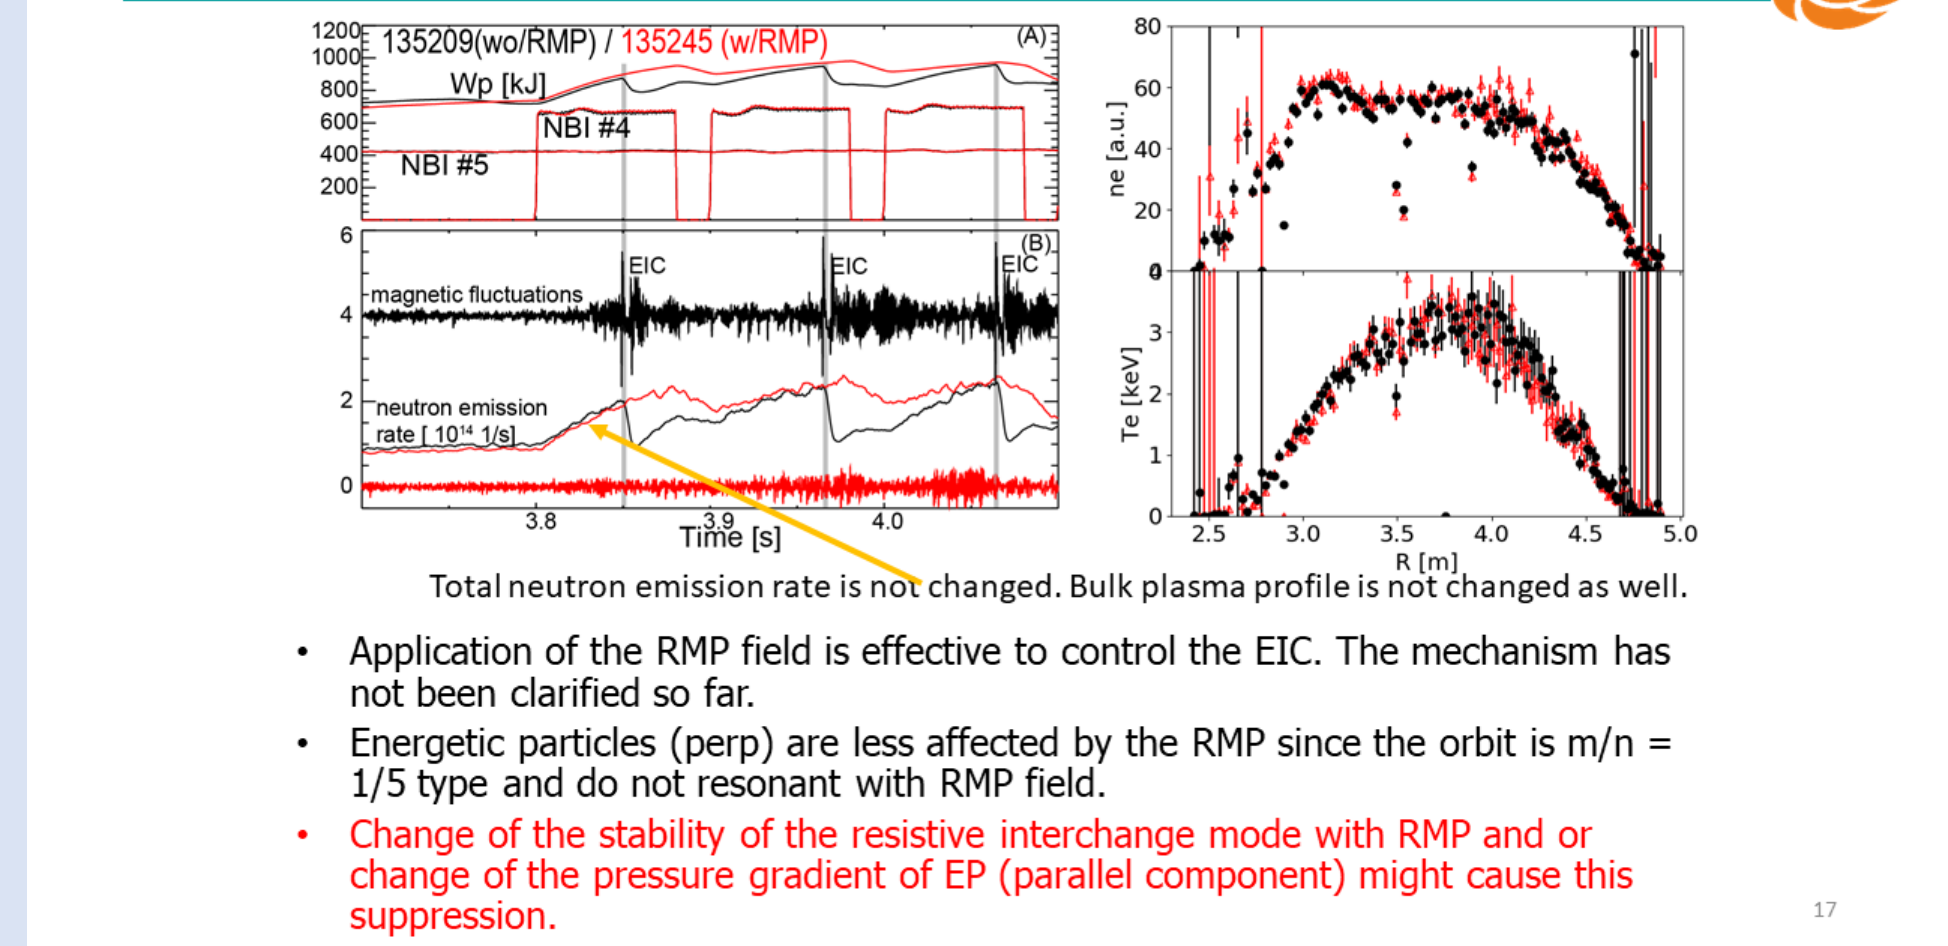 1200
1000
800
600
400
200
135209(wo/RMP) / 135245 (w/RMP)
(A)
Wp [kJ]
NBI #4
NBI #5
6
4
2
0
(B)
EIC
EIC
EIC
magnetic fluctuations
neutron emission
rate [ 10¹⁴ 1/s]
3.8
3.9
4.0
Time [s]
80
60
40
20
0
ne [a.u.]
4
3
2
1
0
Te [keV]
2.5
3.0
3.5
4.0
4.5
5.0
R [m]
Total neutron emission rate is not changed. Bulk plasma profile is not changed as well.
• Application of the RMP field is effective to control the EIC. The mechanism has
not been clarified so far.
• Energetic particles (perp) are less affected by the RMP since the orbit is m/n =
1/5 type and do not resonant with RMP field.
• Change of the stability of the resistive interchange mode with RMP and or
change of the pressure gradient of EP (parallel component) might cause this
suppression.
17